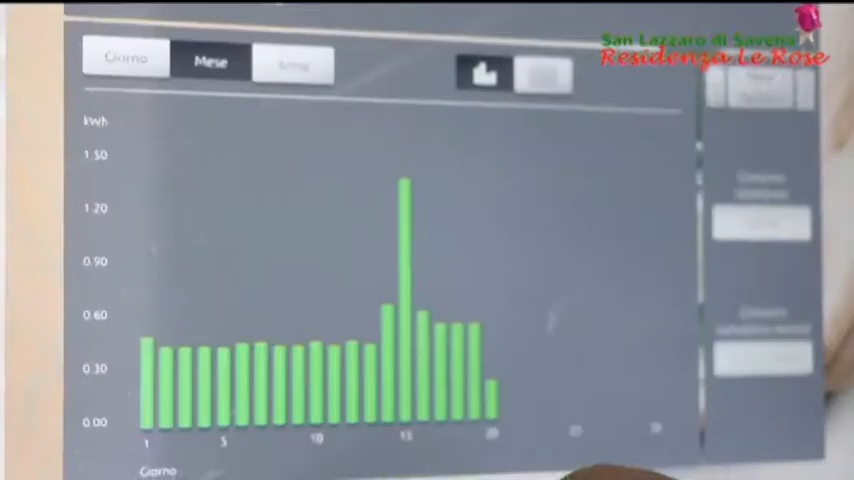 San Lazzaro di Savena
Residenza Le Rose
Giorno
Mese
Anno
kWh
1.50
1.20
0.90
0.60
0.30
0.00
1
5
10
15
20
25
30
Giorno